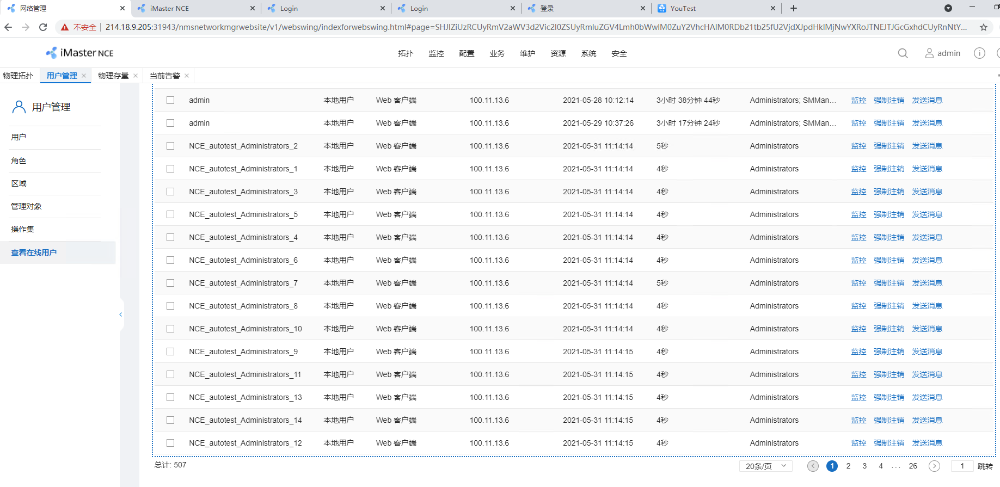 网络管理
iMaster NCE
Login
Login
登录
YouTest
不安全 214.18.9.205:31943/nmsnetworkmgrwebsite/v1/webswing/indexforwebswing.html#page=
iMaster NCE
拓扑 监控 配置 业务 维护 资源 系统 安全
admin
物理拓扑 用户管理 物理存量 当前告警
用户管理
用户
角色
区域
管理对象
操作集
查看在线用户
admin 本地用户 Web 客户端 100.11.13.6 2021-05-28 10:12:14 3小时 38分钟 44秒 Administrators; SMMan... 监控 强制注销 发送消息
admin 本地用户 Web 客户端 100.11.13.6 2021-05-29 10:37:26 3小时 17分钟 24秒 Administrators; SMMan... 监控 强制注销 发送消息
NCE_autotest_Administrators_2 本地用户 Web 客户端 100.11.13.6 2021-05-31 11:14:14 5秒 Administrators 监控 强制注销 发送消息
NCE_autotest_Administrators_1 本地用户 Web 客户端 100.11.13.6 2021-05-31 11:14:14 4秒 Administrators 监控 强制注销 发送消息
NCE_autotest_Administrators_3 本地用户 Web 客户端 100.11.13.6 2021-05-31 11:14:14 4秒 Administrators 监控 强制注销 发送消息
NCE_autotest_Administrators_5 本地用户 Web 客户端 100.11.13.6 2021-05-31 11:14:14 4秒 Administrators 监控 强制注销 发送消息
NCE_autotest_Administrators_4 本地用户 Web 客户端 100.11.13.6 2021-05-31 11:14:14 4秒 Administrators 监控 强制注销 发送消息
NCE_autotest_Administrators_6 本地用户 Web 客户端 100.11.13.6 2021-05-31 11:14:14 4秒 Administrators 监控 强制注销 发送消息
NCE_autotest_Administrators_7 本地用户 Web 客户端 100.11.13.6 2021-05-31 11:14:14 5秒 Administrators 监控 强制注销 发送消息
NCE_autotest_Administrators_8 本地用户 Web 客户端 100.11.13.6 2021-05-31 11:14:14 4秒 Administrators 监控 强制注销 发送消息
NCE_autotest_Administrators_10 本地用户 Web 客户端 100.11.13.6 2021-05-31 11:14:14 4秒 Administrators 监控 强制注销 发送消息
NCE_autotest_Administrators_9 本地用户 Web 客户端 100.11.13.6 2021-05-31 11:14:15 4秒 Administrators 监控 强制注销 发送消息
NCE_autotest_Administrators_11 本地用户 Web 客户端 100.11.13.6 2021-05-31 11:14:15 4秒 Administrators 监控 强制注销 发送消息
NCE_autotest_Administrators_13 本地用户 Web 客户端 100.11.13.6 2021-05-31 11:14:15 4秒 Administrators 监控 强制注销 发送消息
NCE_autotest_Administrators_14 本地用户 Web 客户端 100.11.13.6 2021-05-31 11:14:15 4秒 Administrators 监控 强制注销 发送消息
NCE_autotest_Administrators_12 本地用户 Web 客户端 100.11.13.6 2021-05-31 11:14:15 4秒 Administrators 监控 强制注销 发送消息
总计: 507
20条/页 1 2 3 4 ... 26 1 跳转